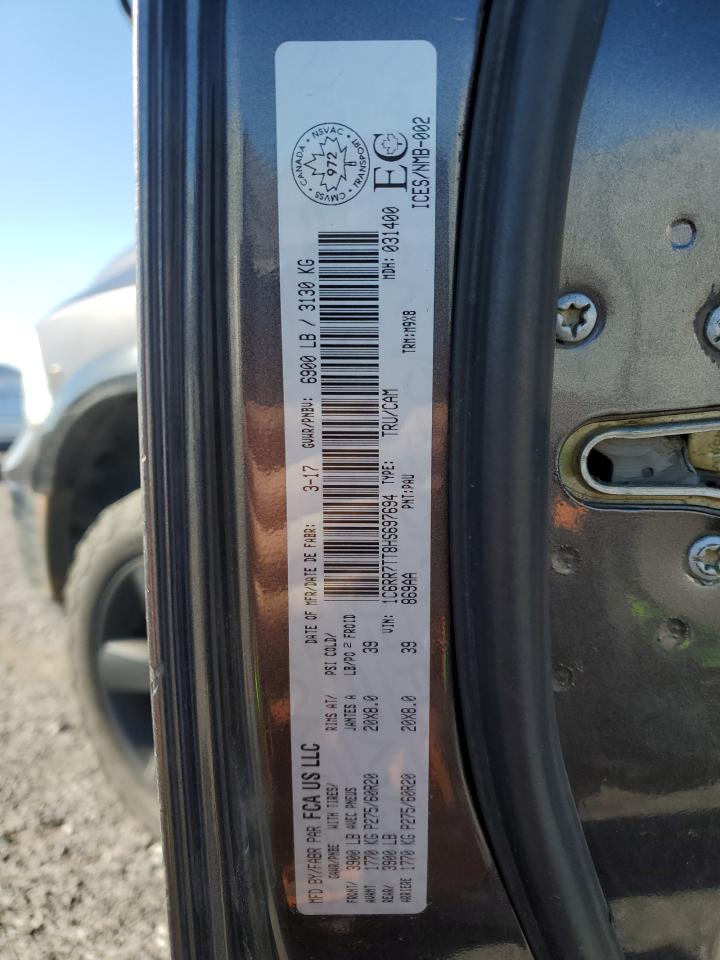 MFD BY/FABR PAR FCA US LLC
DATE OF MFR/DATE DE FABR: 3-17 GVWR/PNBV: 6900 LB / 3130 KG
GAWR/PNBE WITH TIRES/ RIMS AT/ PSI COLD/
FRONT/ 3900 LB AVEC PNEUS JANTES A LB/PO 2 FROID
AVANT 1770 KG P275/60R20 20X8.0 39
REAR/ 3900 LB
ARRIERE 1770 KG P275/60R20 20X8.0 39
VIN: 1C6RR7TT8HS697694 TYPE: TRU/CAM MDH: 031400
869AA PNT:PAU TRM:M9X8
CANADA NSVAC TRANSPORT CMVSS
972
EC
ICES/NMB-002